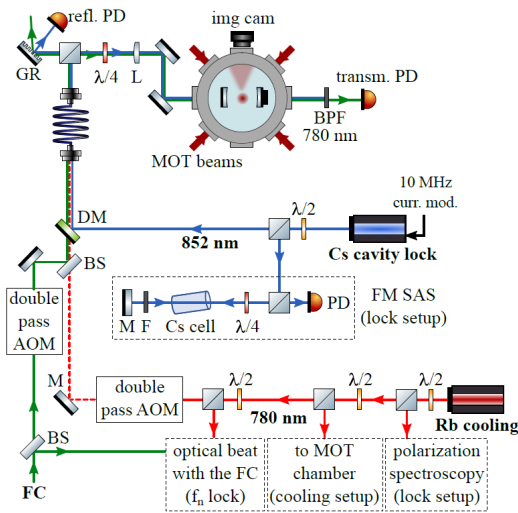 refl. PD
img cam
GR
λ/4
L
transm. PD
BPF
780 nm
MOT beams
10 MHz
curr. mod.
DM
λ/2
852 nm
Cs cavity lock
BS
double
pass
AOM
M
F
Cs cell
λ/4
PD
FM SAS
(lock setup)
M
double
pass AOM
λ/2
780 nm
λ/2
λ/2
Rb cooling
BS
optical beat
with the FC
(fn lock)
to MOT
chamber
(cooling setup)
polarization
spectroscopy
(lock setup)
FC